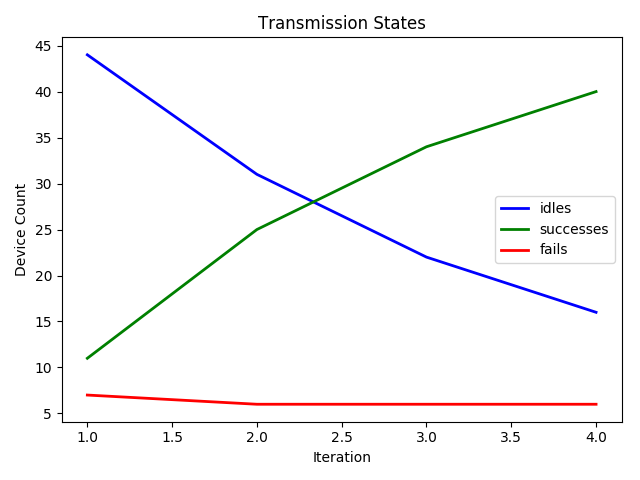 Transmission States
45
40
35
30
25
20
15
10
5
Device Count
idles
successes
fails
1.0 1.5 2.0 2.5 3.0 3.5 4.0
Iteration